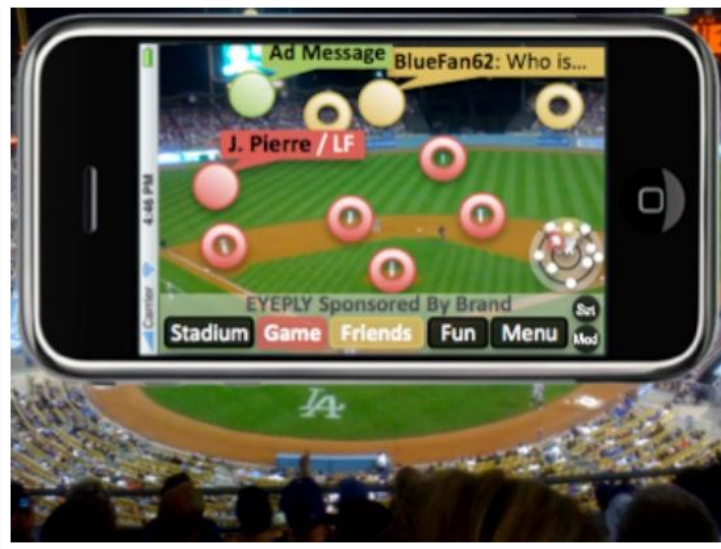 Ad Message
BlueFan62: Who is...
J. Pierre / LF
4:46 PM
Carrier
EYEPLY Sponsored By Brand
Set
Stadium Game Friends Fun Menu
Mod
LA